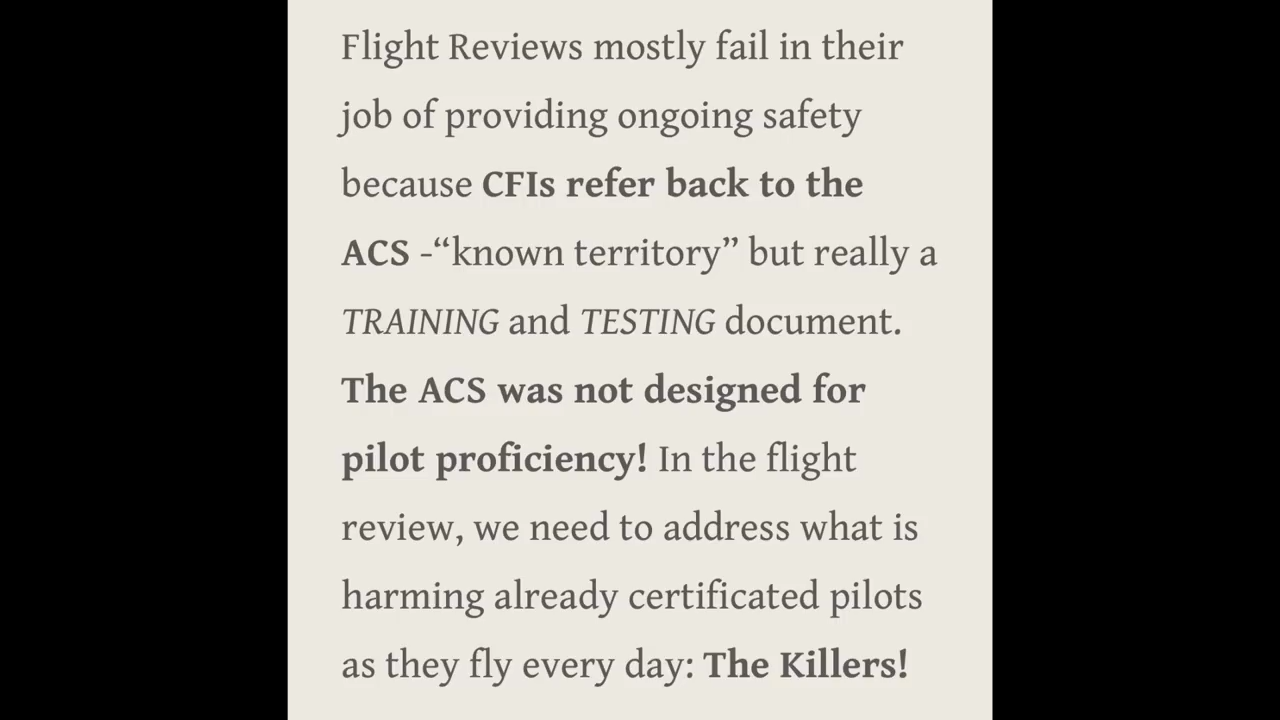 Flight Reviews mostly fail in their
job of providing ongoing safety
because CFIs refer back to the
ACS -“known territory” but really a
TRAINING and TESTING document.
The ACS was not designed for
pilot proficiency! In the flight
review, we need to address what is
harming already certificated pilots
as they fly every day: The Killers!